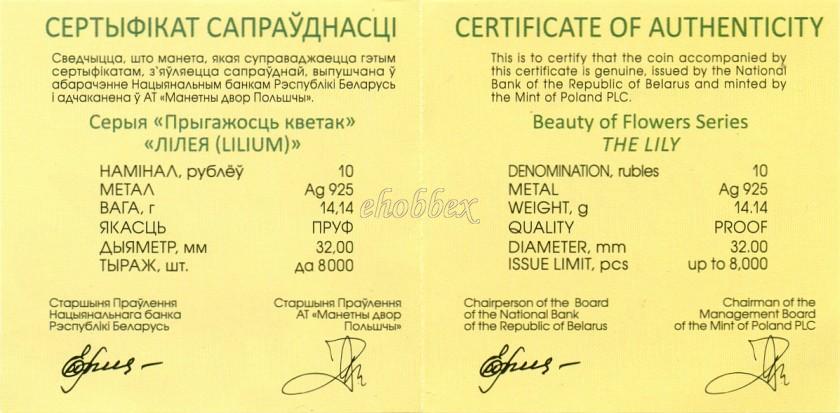 СЕРТЫФІКАТ САПРАЎДНАСЦІ
Сведчыцца, што манета, якая суправаджаецца гэтым
сертыфікатам, з'яўляецца сапраўднай, выпушчана ў
абарачэнне Нацыянальным банкам Рэспублікі Беларусь
і адчаканена ў АТ «Манетны двор Польшчы».
Серыя «Прыгажосць кветак»
«ЛІЛЕЯ (LILIUM)»
НАМІНАЛ, рублёў 10
МЕТАЛ Ag 925
ВАГА, г 14,14
ЯКАСЦЬ ПРУФ
ДЫЯМЕТР, мм 32,00
ТЫРАЖ, шт. да 8000
Старшыня Праўлення
Нацыянальнага банка
Рэспублікі Беларусь
Старшыня Праўлення
АТ «Манетны двор
Польшчы»
ehobbex
CERTIFICATE OF AUTHENTICITY
This is to certify that the coin accompanied by
this certificate is genuine, issued by the National
Bank of the Republic of Belarus and minted by
the Mint of Poland PLC.
Beauty of Flowers Series
THE LILY
DENOMINATION, rubles 10
METAL Ag 925
WEIGHT, g 14.14
QUALITY PROOF
DIAMETER, mm 32.00
ISSUE LIMIT, pcs up to 8,000
Chairperson of the Board
of the National Bank
of the Republic of Belarus
Chairman of the
Management Board
of the Mint of Poland PLC